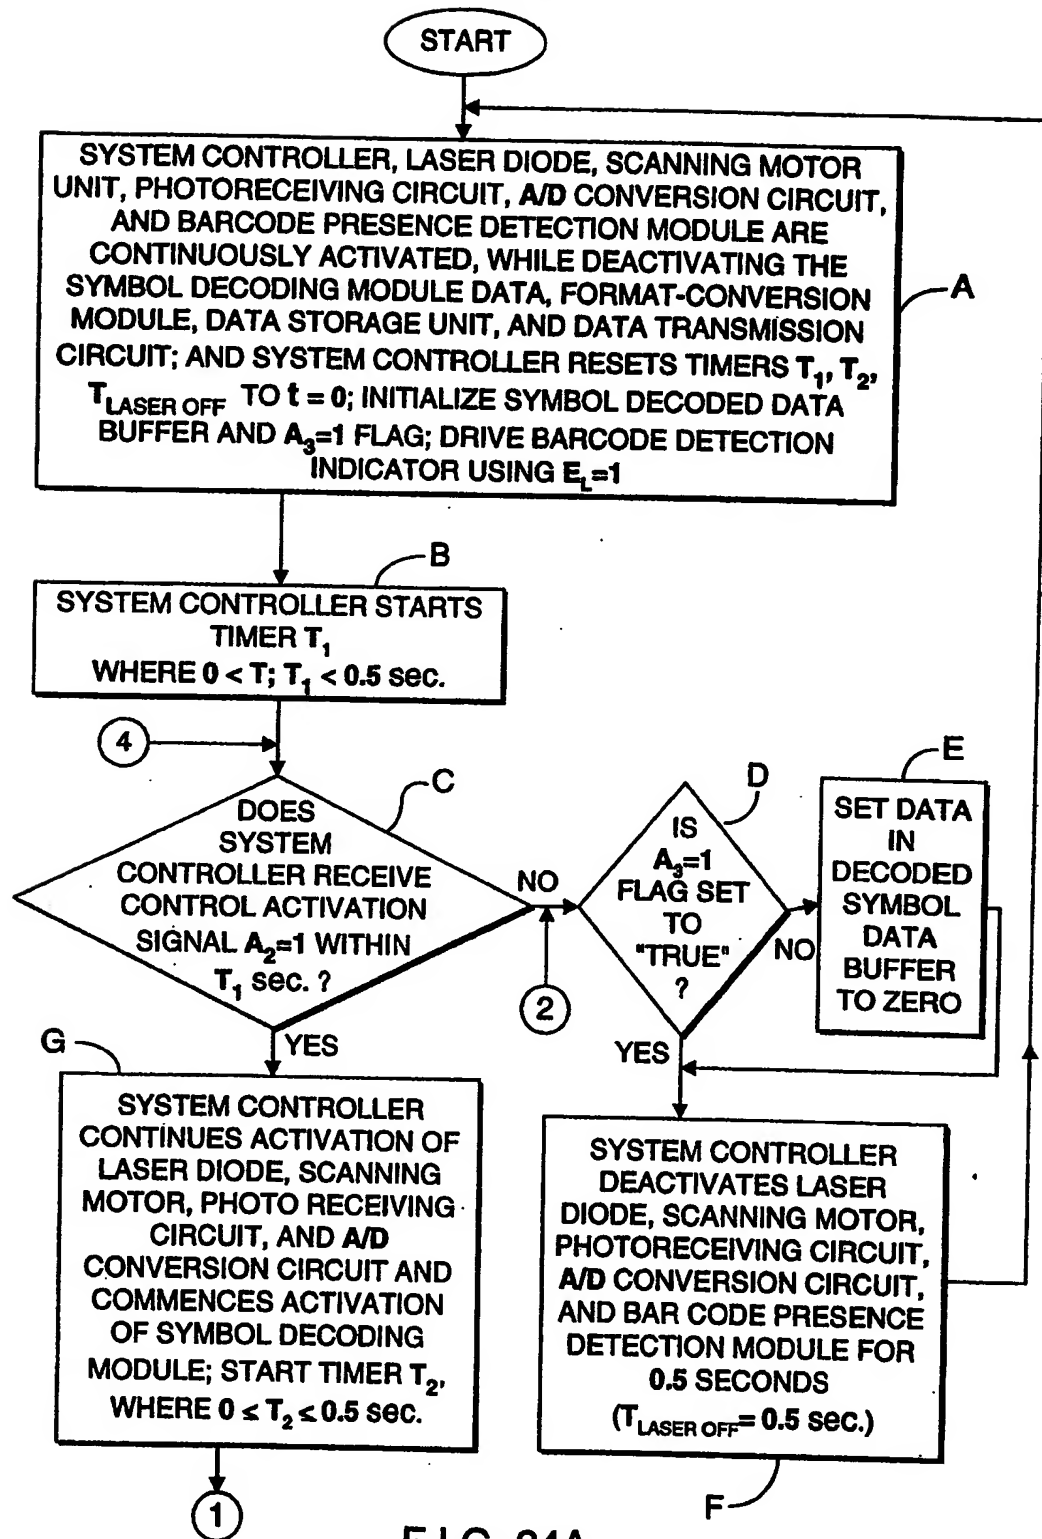 START
SYSTEM CONTROLLER, LASER DIODE, SCANNING MOTOR
UNIT, PHOTORECEIVING CIRCUIT, A/D CONVERSION CIRCUIT,
AND BARCODE PRESENCE DETECTION MODULE ARE
CONTINUOUSLY ACTIVATED, WHILE DEACTIVATING THE
SYMBOL DECODING MODULE DATA, FORMAT-CONVERSION
MODULE, DATA STORAGE UNIT, AND DATA TRANSMISSION
CIRCUIT; AND SYSTEM CONTROLLER RESETS TIMERS T₁, T₂,
T_LASER OFF TO t = 0; INITIALIZE SYMBOL DECODED DATA
BUFFER AND A₃=1 FLAG; DRIVE BARCODE DETECTION
INDICATOR USING E_L=1
A
B
SYSTEM CONTROLLER STARTS
TIMER T₁
WHERE 0 < T; T₁ < 0.5 sec.
4
C
DOES
SYSTEM
CONTROLLER RECEIVE
CONTROL ACTIVATION
SIGNAL A₂=1 WITHIN
T₁ sec. ?
NO
2
D
IS
A₃=1
FLAG SET
TO
"TRUE"
?
NO
E
SET DATA
IN
DECODED
SYMBOL
DATA
BUFFER
TO ZERO
YES
YES
G
SYSTEM CONTROLLER
CONTINUES ACTIVATION OF
LASER DIODE, SCANNING
MOTOR, PHOTO RECEIVING
CIRCUIT, AND A/D
CONVERSION CIRCUIT AND
COMMENCES ACTIVATION
OF SYMBOL DECODING
MODULE; START TIMER T₂,
WHERE 0 ≤ T₂ ≤ 0.5 sec.
1
SYSTEM CONTROLLER
DEACTIVATES LASER
DIODE, SCANNING MOTOR,
PHOTORECEIVING CIRCUIT,
A/D CONVERSION CIRCUIT,
AND BAR CODE PRESENCE
DETECTION MODULE FOR
0.5 SECONDS
(T_LASER OFF= 0.5 sec.)
F
FIG. 24A